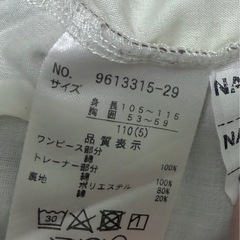 NO. 9613315-29
サイズ
身長 105～115
胸囲 53～59
110(5)
品質表示
ワンピース部分
綿 100%
トレーナー部分
綿 100%
裏地
ポリエステル 80%
綿 20%
30
NA
NA